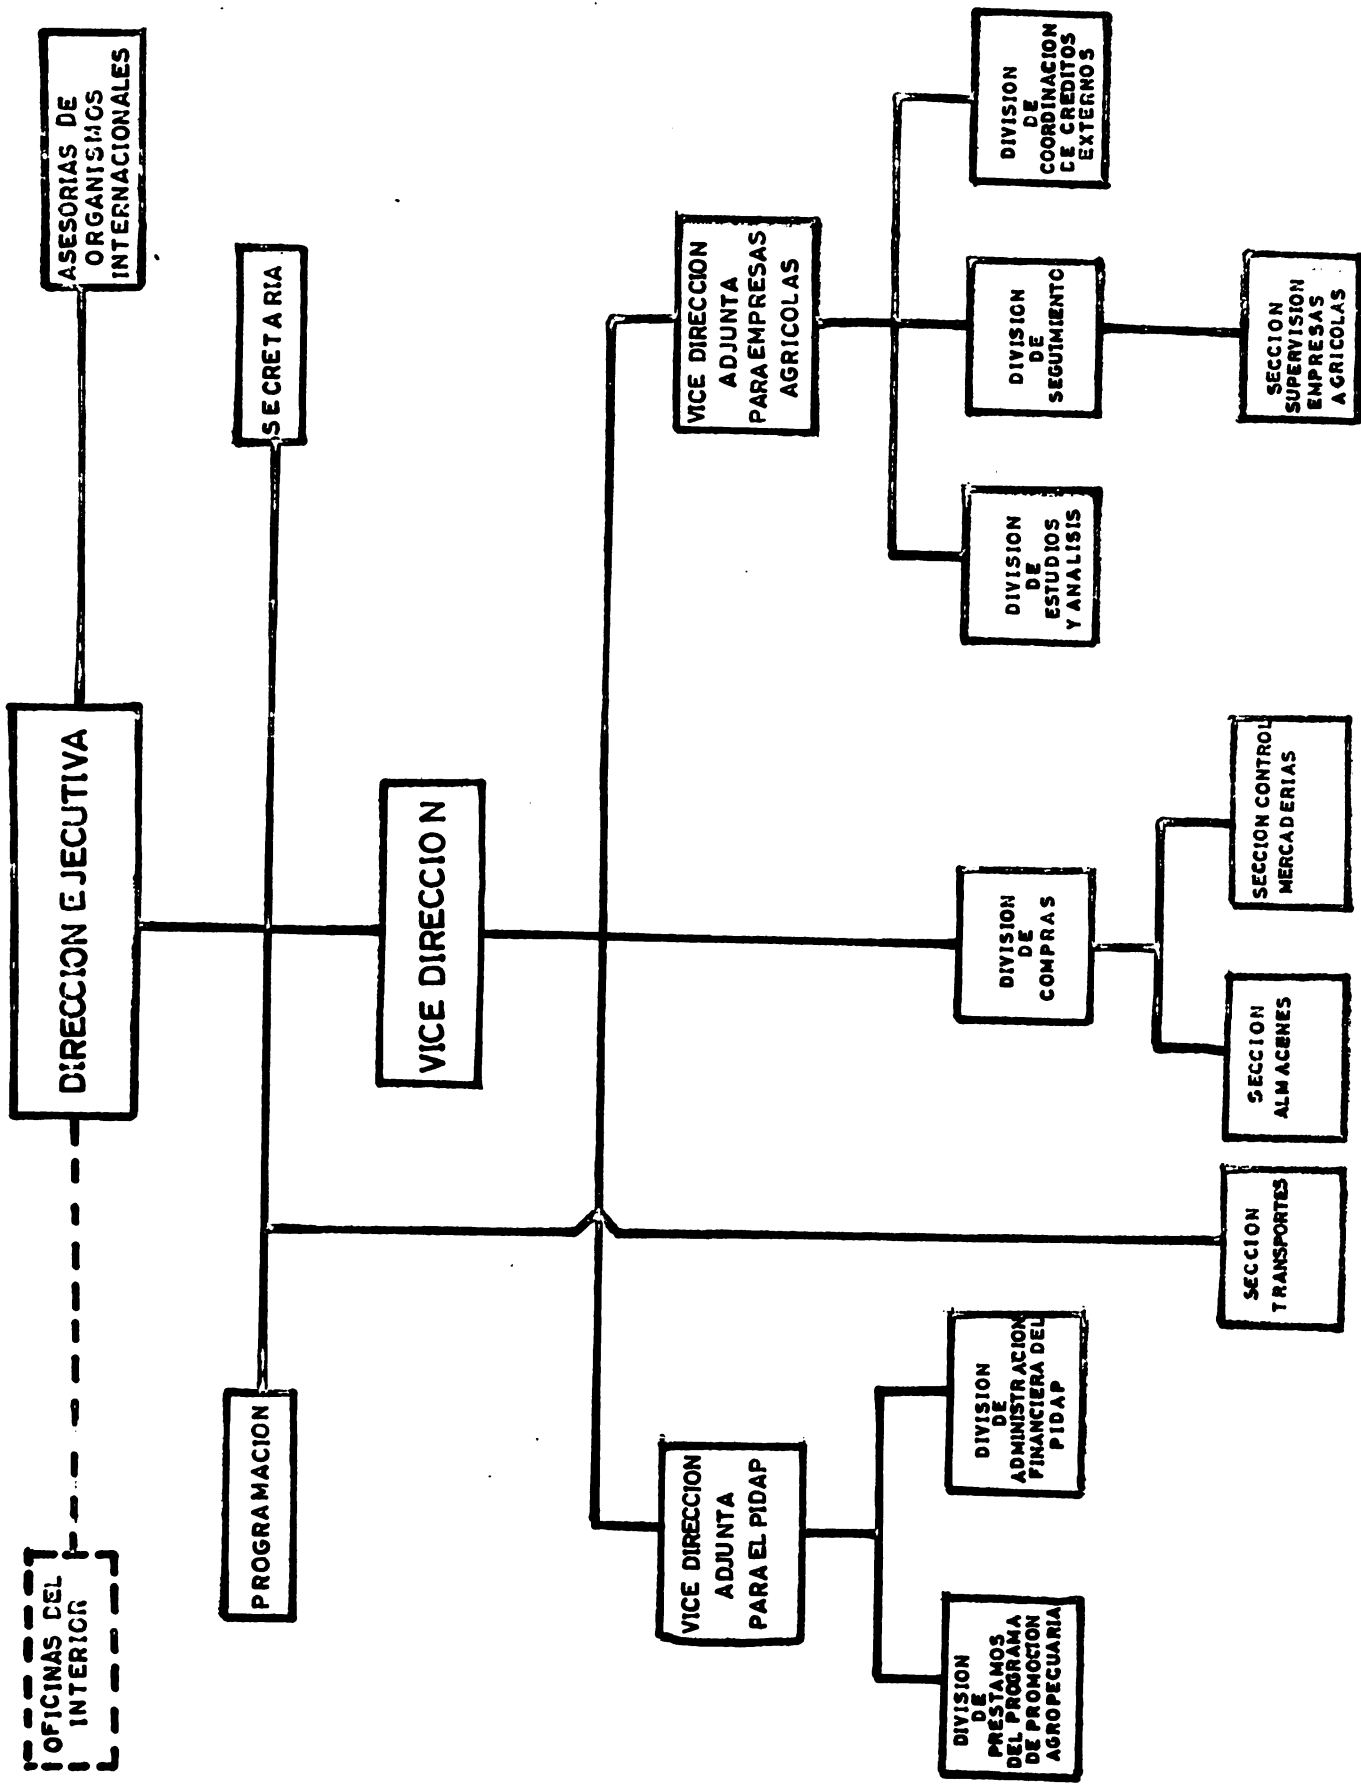 OFICINAS DEL
INTERIOR
DIRECCION EJECUTIVA
ASESORIAS DE
ORGANISMOS
INTERNACIONALES
PROGRAMACION
SECRETARIA
VICE DIRECCION
VICE DIRECCION
ADJUNTA
PARA EL PIDAP
VICE DIRECCION
ADJUNTA
PARA EMPRESAS
AGRICOLAS
DIVISION
DE
PRESTAMOS
DEL PROGRAMA
DE PROMOCION
AGROPECUARIA
DIVISION
DE
ADMINISTRACION
FINANCIERA DEL
PIDAP
DIVISION
DE
COMPRAS
DIVISION
DE
ESTUDIOS
Y ANALISIS
DIVISION
DE
SEGUIMIENTO
DIVISION
DE
COORDINACION
DE CREDITOS
EXTERNOS
SECCION
TRANSPORTES
SECCION
ALMACENES
SECCION CONTROL
MERCADERIAS
SECCION
SUPERVISION
EMPRESAS
AGRICOLAS